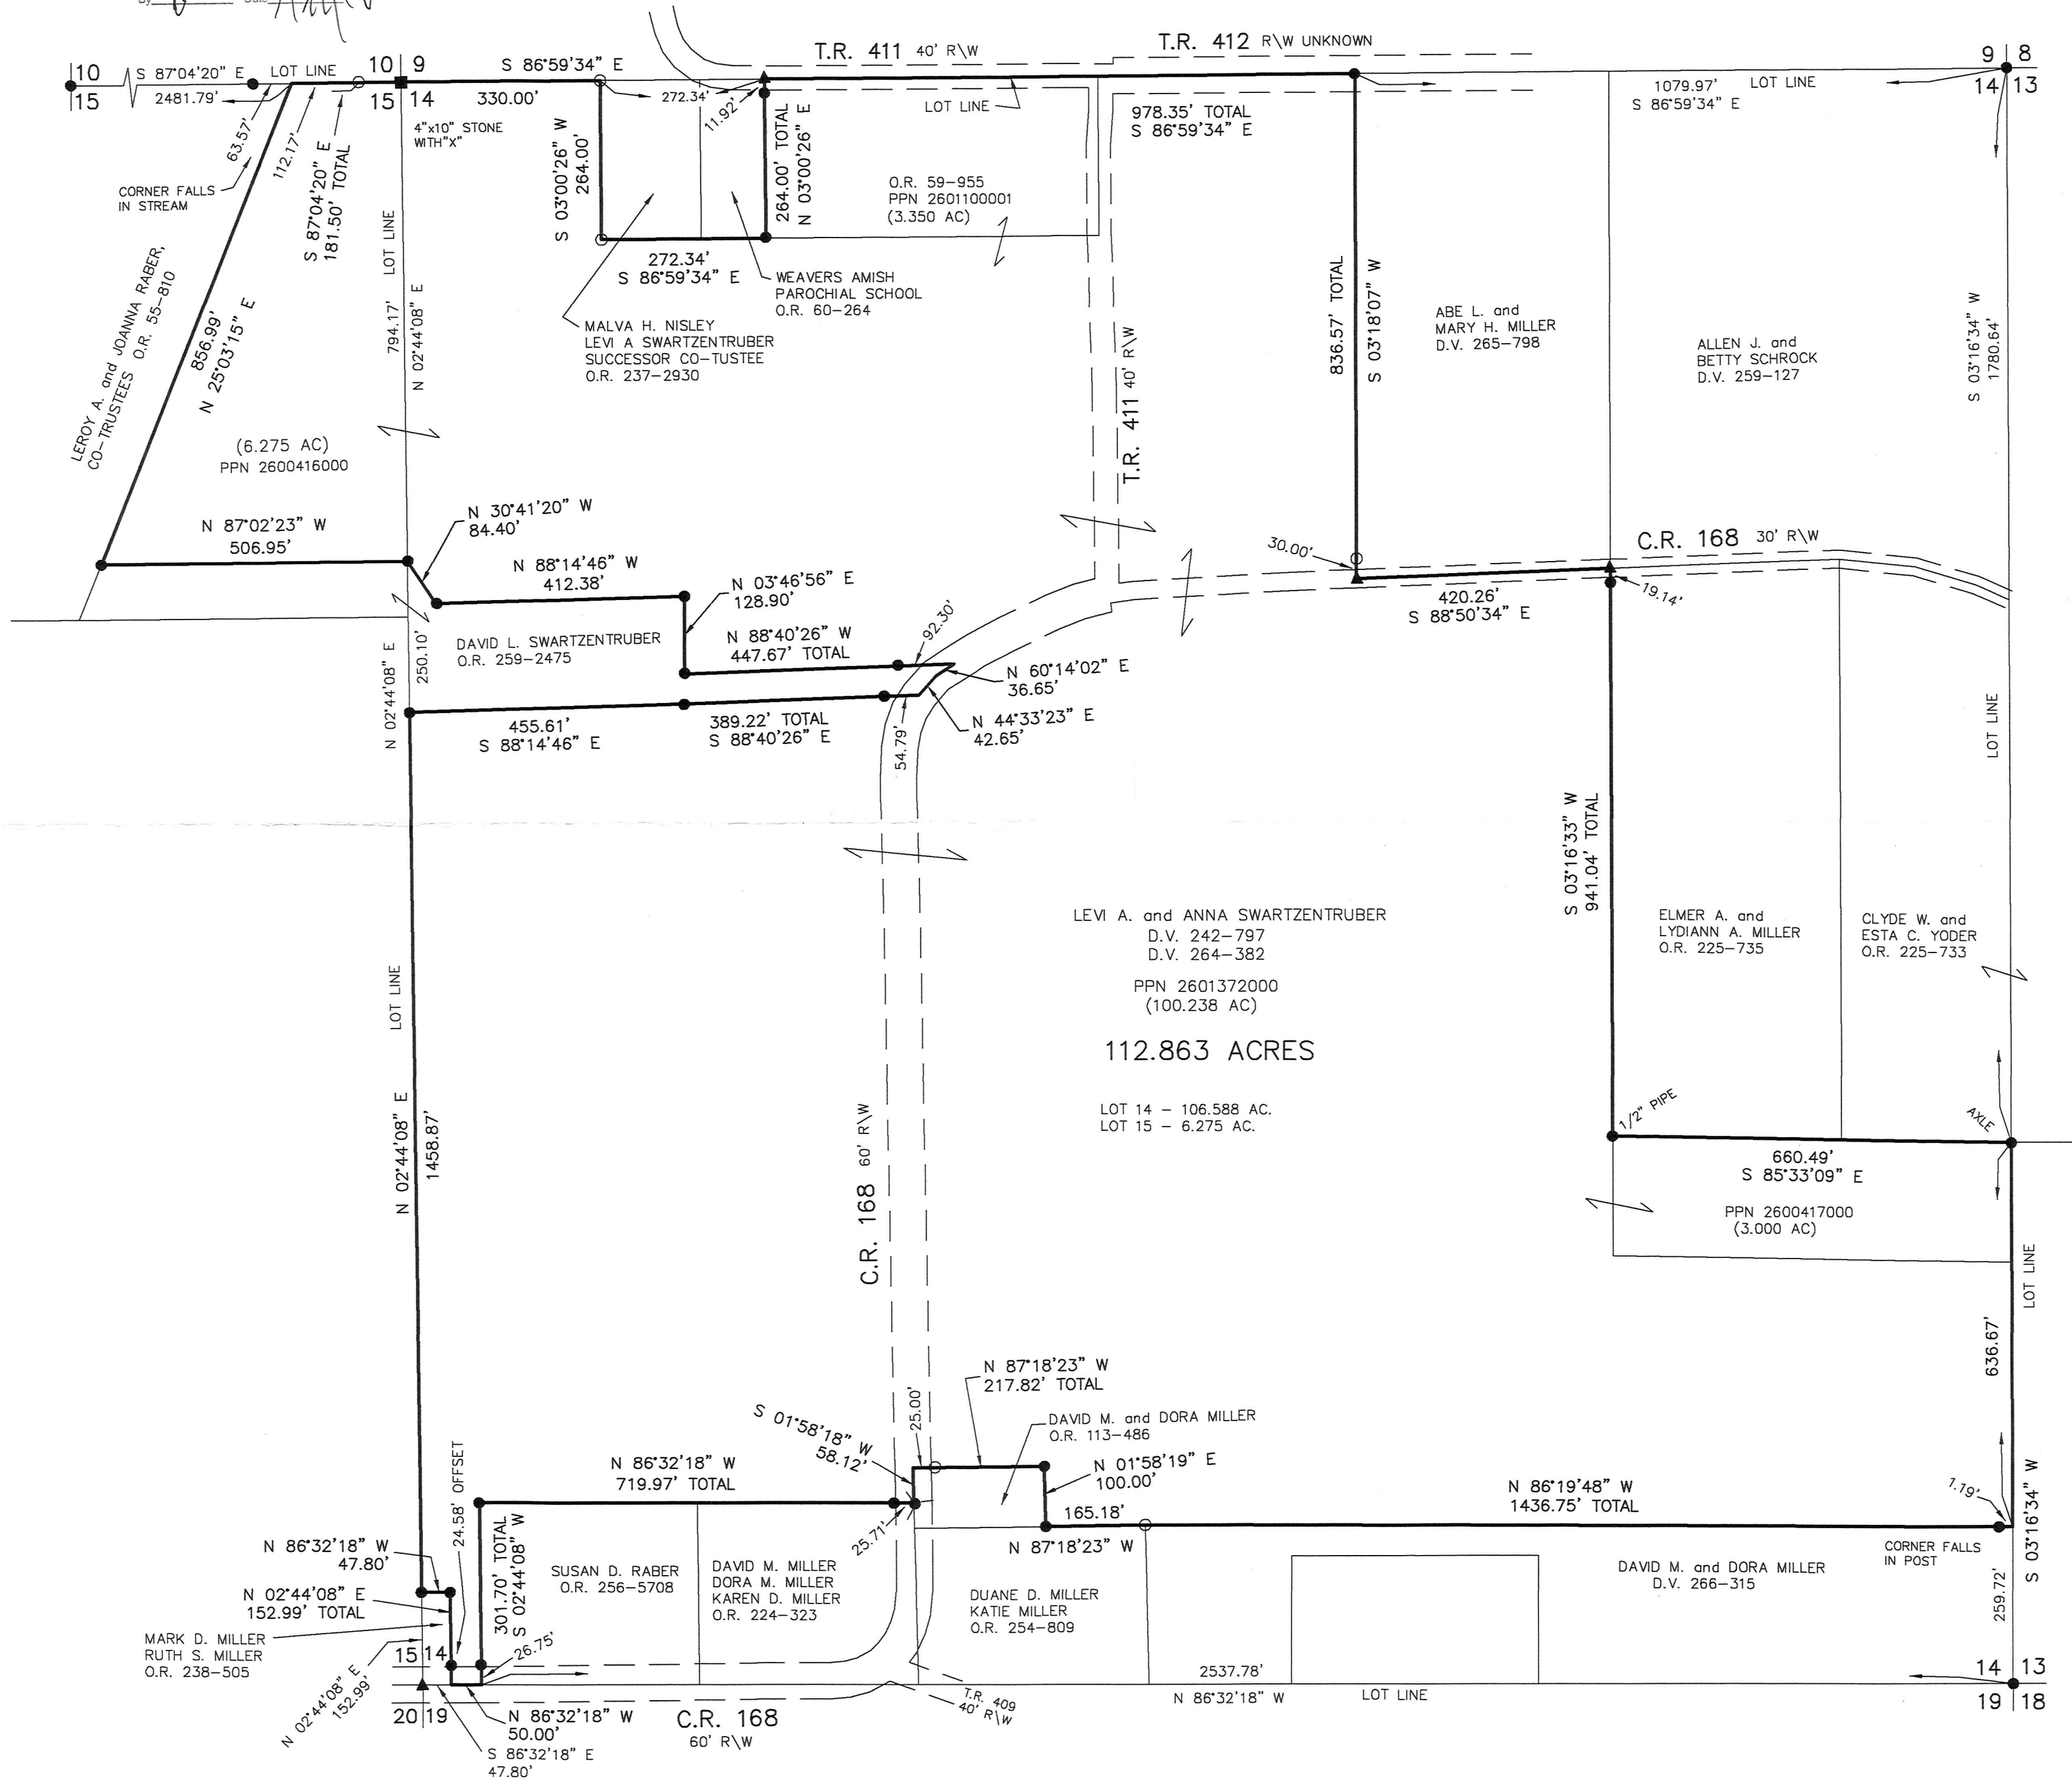 By Date
T.R. 411 40' R\W
T.R. 412 R\W UNKNOWN
10
15
S 87°04'20" E
2481.79'
LOT LINE
10 9
15 14
S 86°59'34" E
330.00'
272.34'
11.92'
LOT LINE
978.35' TOTAL
S 86°59'34" E
1079.97'
S 86°59'34" E
LOT LINE
9 8
14 13
4"x10" STONE
WITH"X"
63.57'
112.17'
S 87°04'20" E
181.50' TOTAL
CORNER FALLS
IN STREAM
LEROY A. and JOANNA RABER,
CO-TRUSTEES O.R. 55-810
856.99'
N 25°03'15" E
794.17' LOT LINE
N 02°44'08" E
S 03°00'26" W
264.00'
264.00' TOTAL
N 03°00'26" E
272.34'
S 86°59'34" E
O.R. 59-955
PPN 2601100001
(3.350 AC)
WEAVERS AMISH
PAROCHIAL SCHOOL
O.R. 60-264
MALVA H. NISLEY
LEVI A SWARTZENTRUBER
SUCCESSOR CO-TUSTEE
O.R. 237-2930
T.R. 411 40' R\W
836.57' TOTAL
S 03°18'07" W
ABE L. and
MARY H. MILLER
D.V. 265-798
ALLEN J. and
BETTY SCHROCK
D.V. 259-127
S 03°16'34" W
1780.64'
(6.275 AC)
PPN 2600416000
N 87°02'23" W
506.95'
N 30°41'20" W
84.40'
N 88°14'46" W
412.38'
N 03°46'56" E
128.90'
N 88°40'26" W
447.67' TOTAL
92.30'
30.00'
C.R. 168 30' R\W
420.26'
S 88°50'34" E
19.14'
DAVID L. SWARTZENTRUBER
O.R. 259-2475
N 02°44'08" E
250.10'
N 60°14'02" E
36.65'
N 44°33'23" E
42.65'
455.61'
S 88°14'46" E
389.22' TOTAL
S 88°40'26" E
54.79'
LOT LINE
S 03°16'33" W
941.04' TOTAL
LEVI A. and ANNA SWARTZENTRUBER
D.V. 242-797
D.V. 264-382
PPN 2601372000
(100.238 AC)
112.863 ACRES
LOT 14 - 106.588 AC.
LOT 15 - 6.275 AC.
ELMER A. and
LYDIANN A. MILLER
O.R. 225-735
CLYDE W. and
ESTA C. YODER
O.R. 225-733
LOT LINE
N 02°44'08" E
1458.87'
C.R. 168 60' R\W
1/2" PIPE
AXLE
660.49'
S 85°33'09" E
PPN 2600417000
(3.000 AC)
LOT LINE
636.67'
N 87°18'23" W
217.82' TOTAL
25.00'
S 01°58'18" W
58.12'
DAVID M. and DORA MILLER
O.R. 113-486
N 01°58'19" E
100.00'
165.18'
N 87°18'23" W
N 86°19'48" W
1436.75' TOTAL
1.19'
S 03°16'34" W
CORNER FALLS
IN POST
N 86°32'18" W
719.97' TOTAL
25.71'
24.58' OFFSET
N 86°32'18" W
47.80'
N 02°44'08" E
152.99' TOTAL
301.70' TOTAL
S 02°44'08" W
SUSAN D. RABER
O.R. 256-5708
DAVID M. MILLER
DORA M. MILLER
KAREN D. MILLER
O.R. 224-323
DUANE D. MILLER
KATIE MILLER
O.R. 254-809
DAVID M. and DORA MILLER
D.V. 266-315
259.72'
MARK D. MILLER
RUTH S. MILLER
O.R. 238-505
15 14
20 19
26.75'
N 02°44'08" E
152.99'
N 86°32'18" W
50.00'
S 86°32'18" E
47.80'
C.R. 168
60' R\W
T.R. 409
40' R\W
2537.78'
N 86°32'18" W
LOT LINE
14 13
19 18